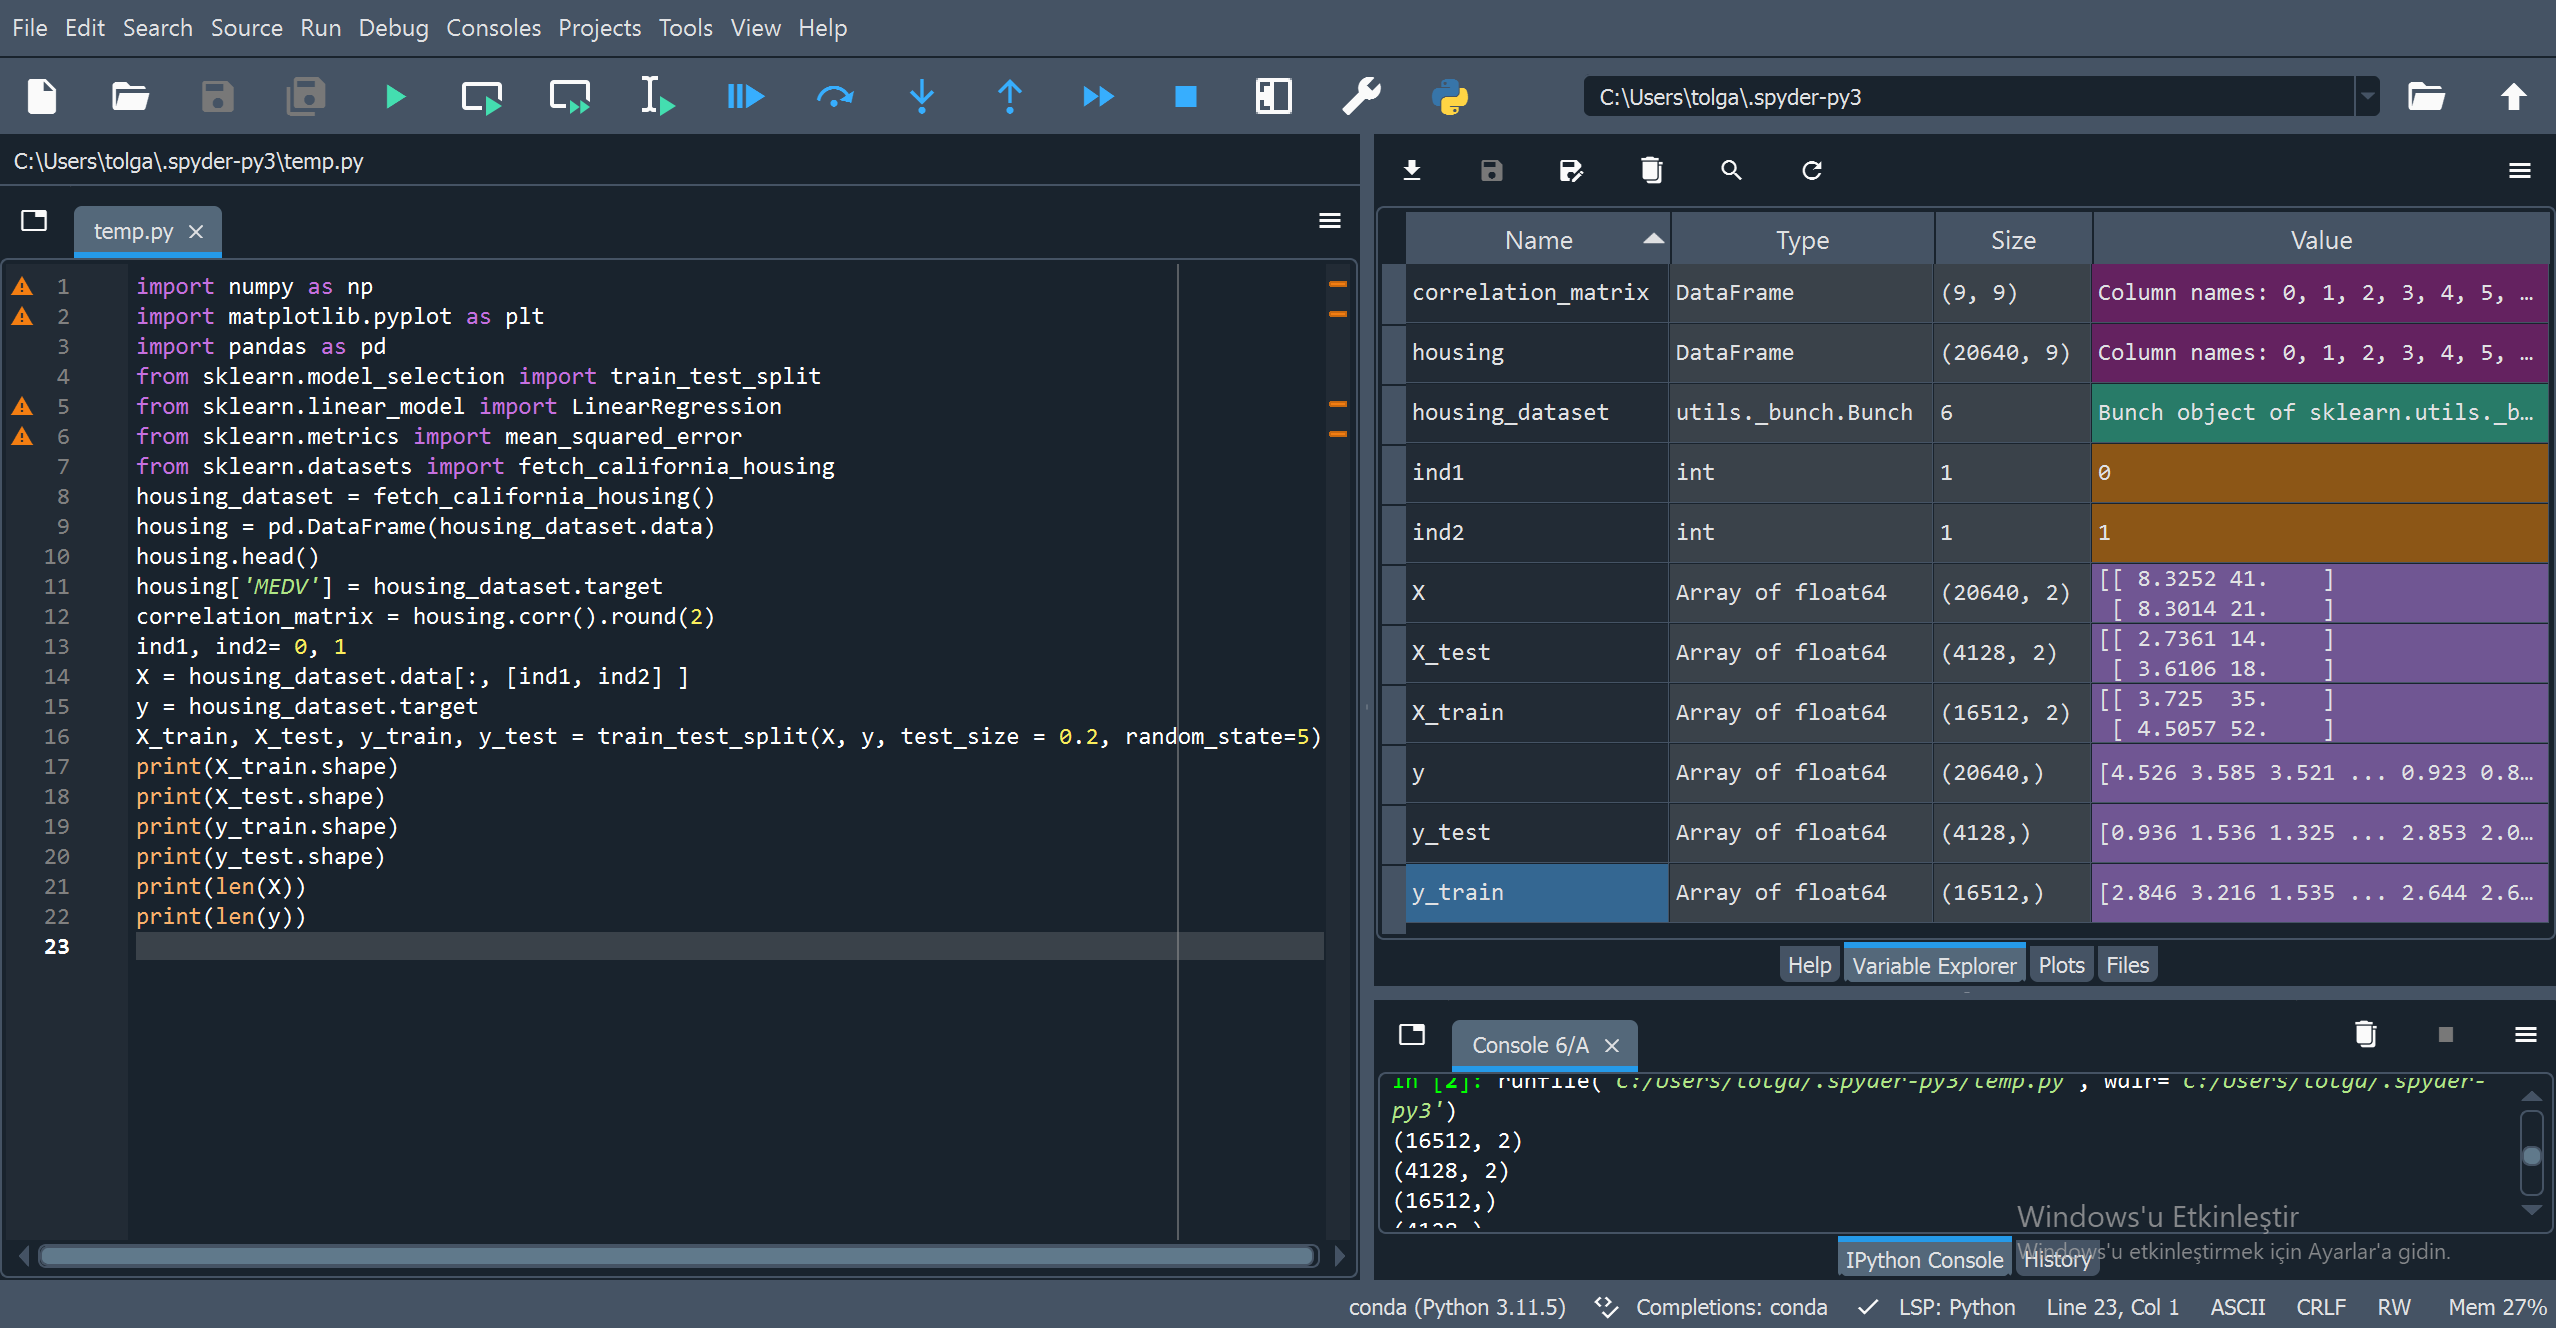 File Edit Search Source Run Debug Consoles Projects Tools View Help
C:\Users\tolga\.spyder-py3
C:\Users\tolga\.spyder-py3\temp.py
temp.py
1 import numpy as np
2 import matplotlib.pyplot as plt
3 import pandas as pd
4 from sklearn.model_selection import train_test_split
5 from sklearn.linear_model import LinearRegression
6 from sklearn.metrics import mean_squared_error
7 from sklearn.datasets import fetch_california_housing
8 housing_dataset = fetch_california_housing()
9 housing = pd.DataFrame(housing_dataset.data)
10 housing.head()
11 housing['MEDV'] = housing_dataset.target
12 correlation_matrix = housing.corr().round(2)
13 ind1, ind2= 0, 1
14 X = housing_dataset.data[:, [ind1, ind2] ]
15 y = housing_dataset.target
16 X_train, X_test, y_train, y_test = train_test_split(X, y, test_size = 0.2, random_state=5)
17 print(X_train.shape)
18 print(X_test.shape)
19 print(y_train.shape)
20 print(y_test.shape)
21 print(len(X))
22 print(len(y))
23
Name Type Size Value
correlation_matrix DataFrame (9, 9) Column names: 0, 1, 2, 3, 4, 5, …
housing DataFrame (20640, 9) Column names: 0, 1, 2, 3, 4, 5, …
housing_dataset utils._bunch.Bunch 6 Bunch object of sklearn.utils._b…
ind1 int 1 0
ind2 int 1 1
X Array of float64 (20640, 2) [[ 8.3252 41. ]
[ 8.3014 21. ]
X_test Array of float64 (4128, 2) [[ 2.7361 14. ]
[ 3.6106 18. ]
X_train Array of float64 (16512, 2) [[ 3.725 35. ]
[ 4.5057 52. ]
y Array of float64 (20640,) [4.526 3.585 3.521 ... 0.923 0.8…
y_test Array of float64 (4128,) [0.936 1.536 1.325 ... 2.853 2.0…
y_train Array of float64 (16512,) [2.846 3.216 1.535 ... 2.644 2.6…
Help Variable Explorer Plots Files
Console 6/A
In [2]: runfile('C:/Users/tolga/.spyder-py3/temp.py', wdir='C:/Users/tolga/.spyder-
py3')
(16512, 2)
(4128, 2)
(16512,)
(4128,)
Windows'u Etkinleştir
Windows'u etkinleştirmek için Ayarlar'a gidin.
IPython Console History
conda (Python 3.11.5) Completions: conda LSP: Python Line 23, Col 1 ASCII CRLF RW Mem 27%